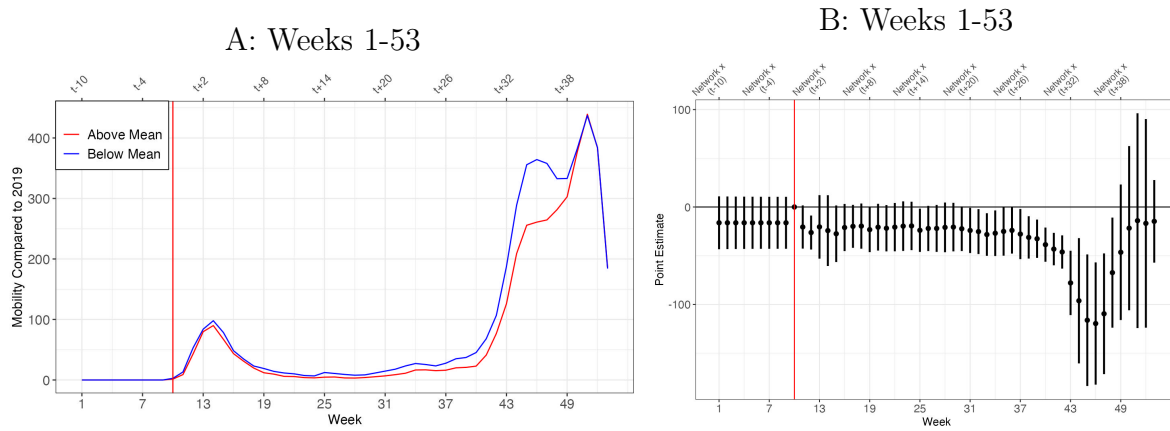 A: Weeks 1-53
t-10 t-4 t+2 t+8 t+14 t+20 t+26 t+32 t+38
Above Mean
Below Mean
400
300
200
100
0
Mobility Compared to 2019
1 7 13 19 25 31 37 43 49
Week
B: Weeks 1-53
Network x (t-10)
Network x (t-4)
Network x (t+2)
Network x (t+8)
Network x (t+14)
Network x (t+20)
Network x (t+26)
Network x (t+32)
Network x (t+38)
100
0
-100
Point Estimate
1 7 13 19 25 31 37 43 49
Week